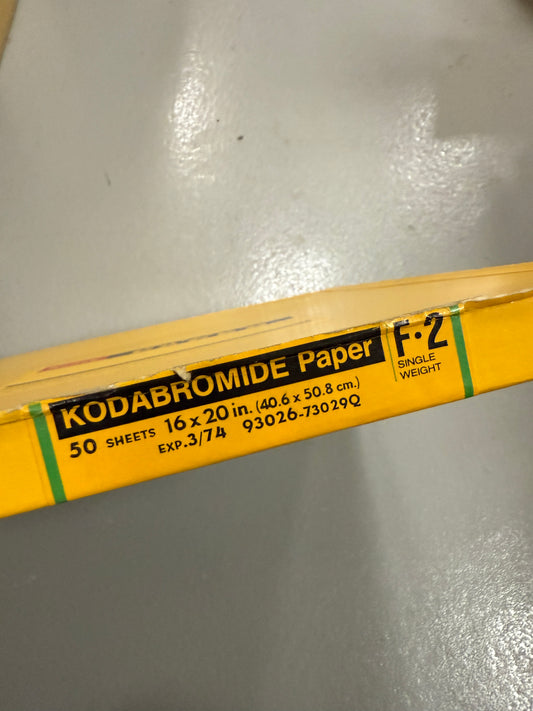 KODABROMIDE Paper
50 SHEETS 16 x 20 in. (40.6 x 50.8 cm.)
EXP. 3/74 93026-73029Q
F·2
SINGLE
WEIGHT